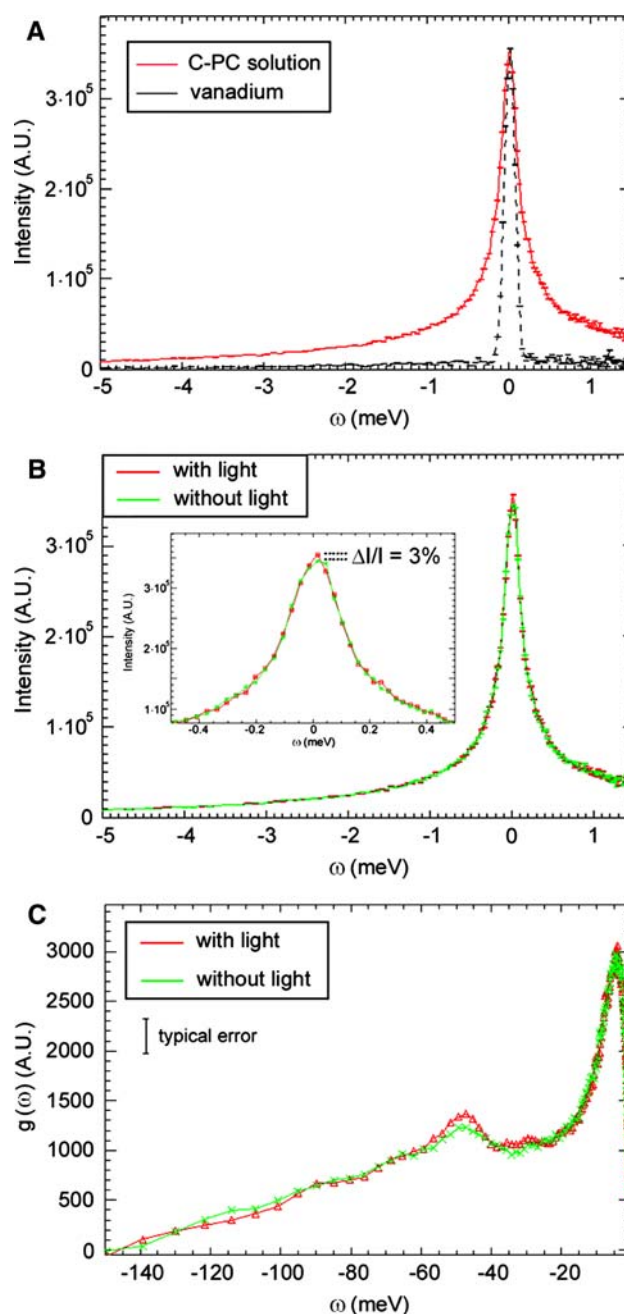 A
C-PC solution
vanadium
Intensity (A.U.)
3·10⁵
2·10⁵
1·10⁵
0
-5 -4 -3 -2 -1 0 1
ω (meV)
B
with light
without light
Intensity (A.U.)
3·10⁵
2·10⁵
1·10⁵
0
ΔI/I = 3%
Intensity (A.U.)
3·10⁵
2·10⁵
1·10⁵
-0.4 -0.2 0 0.2 0.4
ω (meV)
-5 -4 -3 -2 -1 0 1
ω (meV)
C
with light
without light
typical error
g(ω) (A.U.)
3000
2500
2000
1500
1000
500
0
-140 -120 -100 -80 -60 -40 -20
ω (meV)